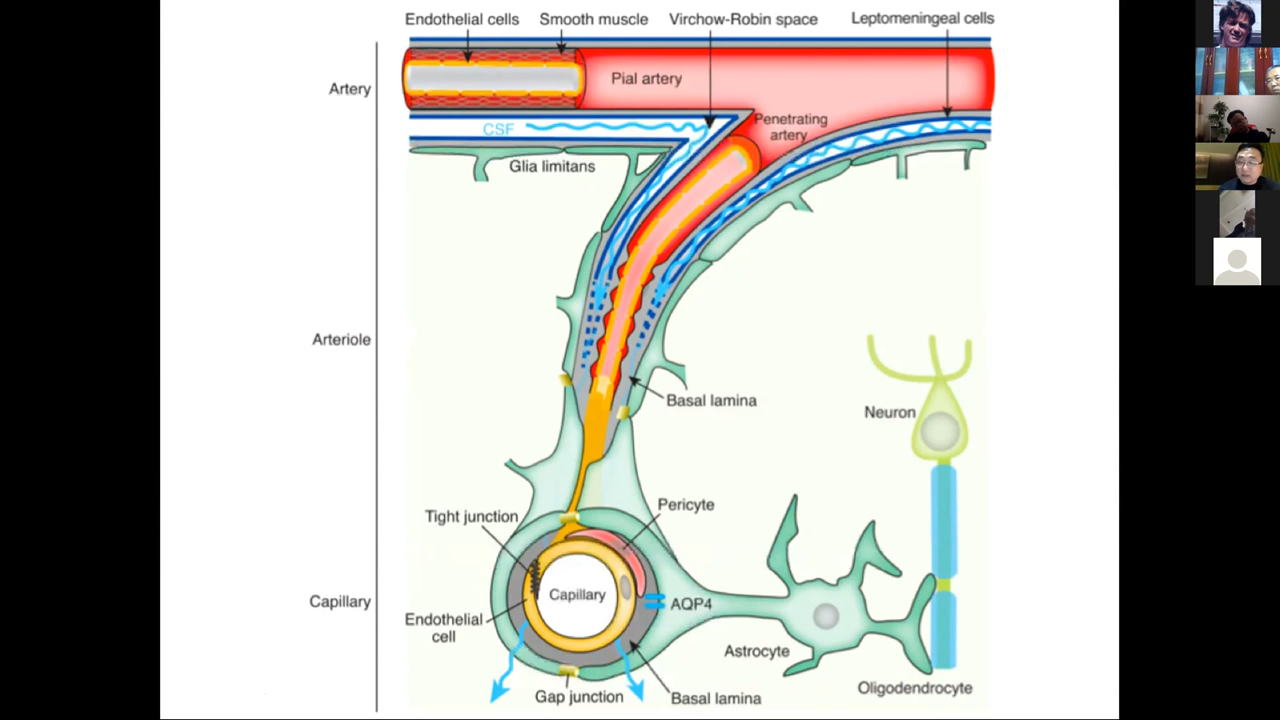 Endothelial cells
Smooth muscle
Virchow-Robin space
Leptomeningeal cells
Artery
Pial artery
CSF
Penetrating
artery
Glia limitans
Arteriole
Basal lamina
Neuron
Tight junction
Pericyte
Capillary
Capillary
AQP4
Endothelial
cell
Astrocyte
Gap junction
Basal lamina
Oligodendrocyte